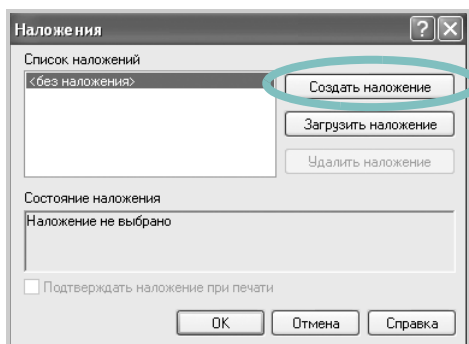 Наложения
Список наложений
<без наложения>
Создать наложение
Загрузить наложение
Удалить наложение
Состояние наложения
Наложение не выбрано
Подтверждать наложение при печати
OK
Отмена
Справка